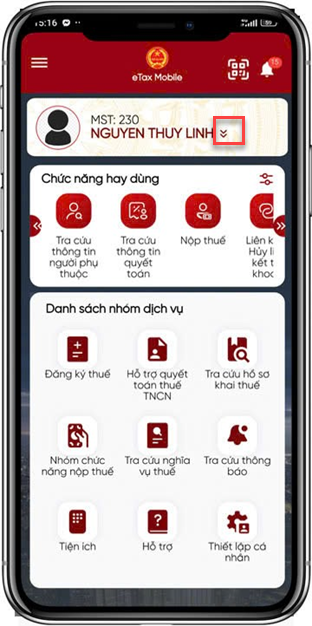 15:16
eTax Mobile
15
MST: 230
NGUYEN THUY LINH
Chức năng hay dùng
Tra cứu
thông tin
người phụ
thuộc
Tra cứu
thông tin
quyết
toán
Nộp thuế
Liên k
Hủy li
kết t
khoả
Danh sách nhóm dịch vụ
Đăng ký thuế
Hỗ trợ quyết
toán thuế
TNCN
Tra cứu hồ sơ
khai thuế
Nhóm chức
năng nộp thuế
Tra cứu nghĩa
vụ thuế
Tra cứu thông
báo
Tiện ích
Hỗ trợ
Thiết lập cá
nhân